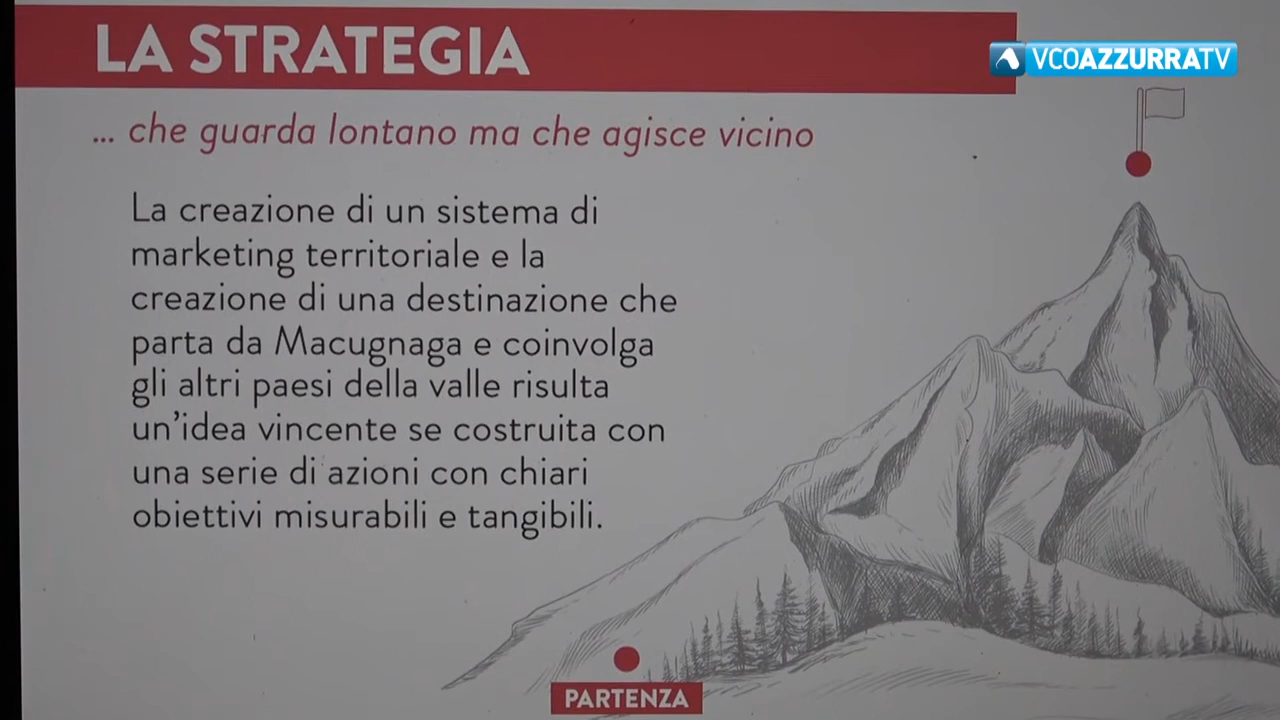 LA STRATEGIA
VCOAZZURRATV
... che guarda lontano ma che agisce vicino
La creazione di un sistema di
marketing territoriale e la
creazione di una destinazione che
parta da Macugnaga e coinvolga
gli altri paesi della valle risulta
un'idea vincente se costruita con
una serie di azioni con chiari
obiettivi misurabili e tangibili.
PARTENZA